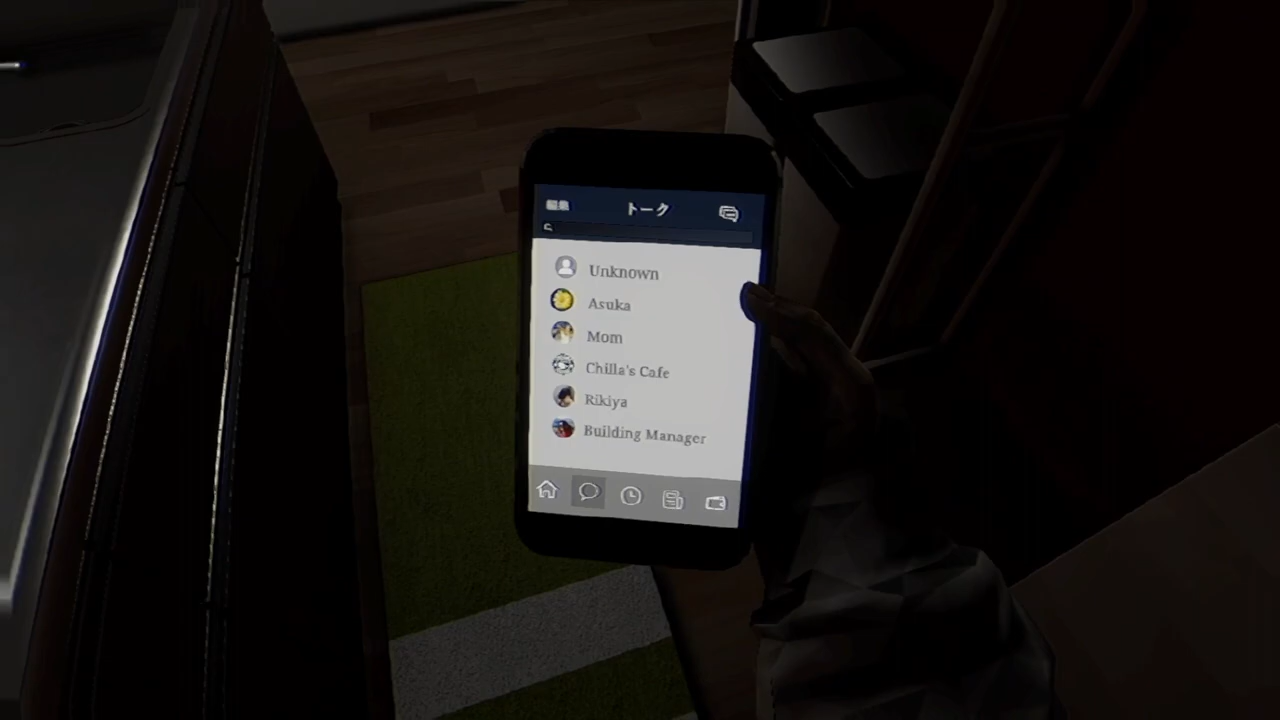 編集 トーク
Unknown
Asuka
Mom
Chilla's Cafe
Rikiya
Building Manager